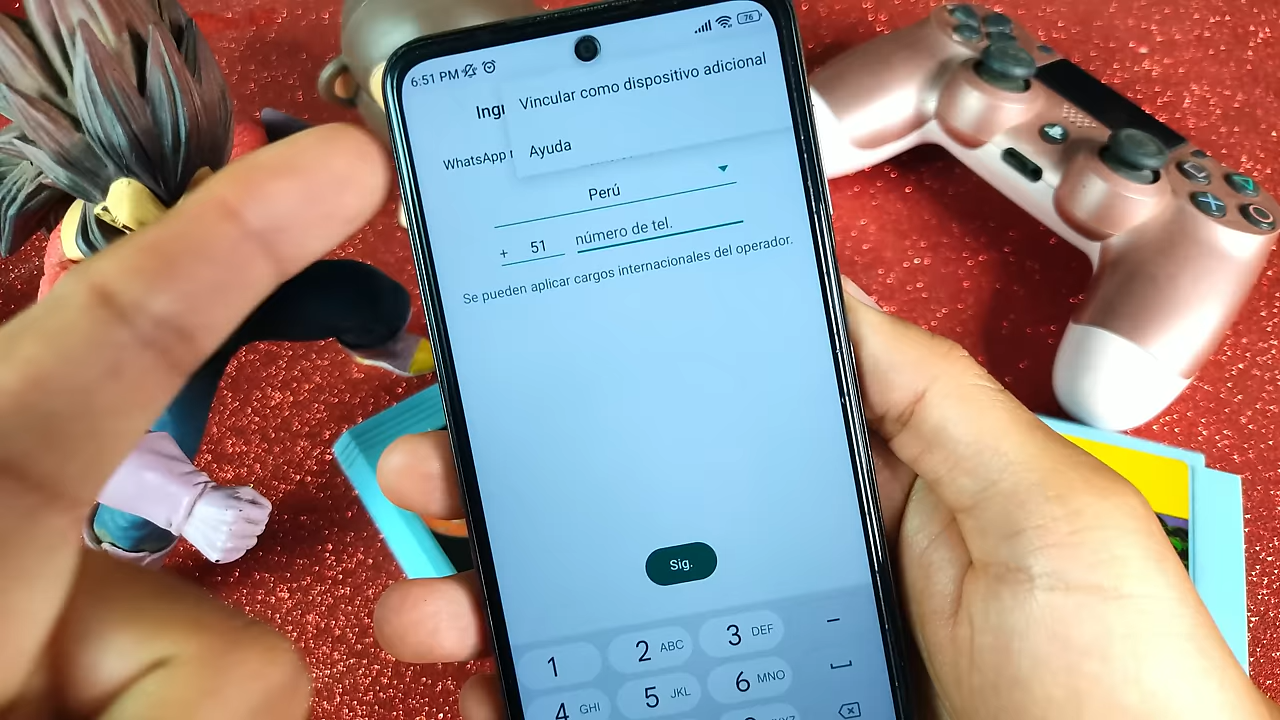 6:51 PM
76
Vincular como dispositivo adicional
Ingr
WhatsApp
Ayuda
Perú
+ 51 número de tel.
Se pueden aplicar cargos internacionales del operador.
Sig.
1 2 ABC 3 DEF
4 GHI 5 JKL 6 MNO